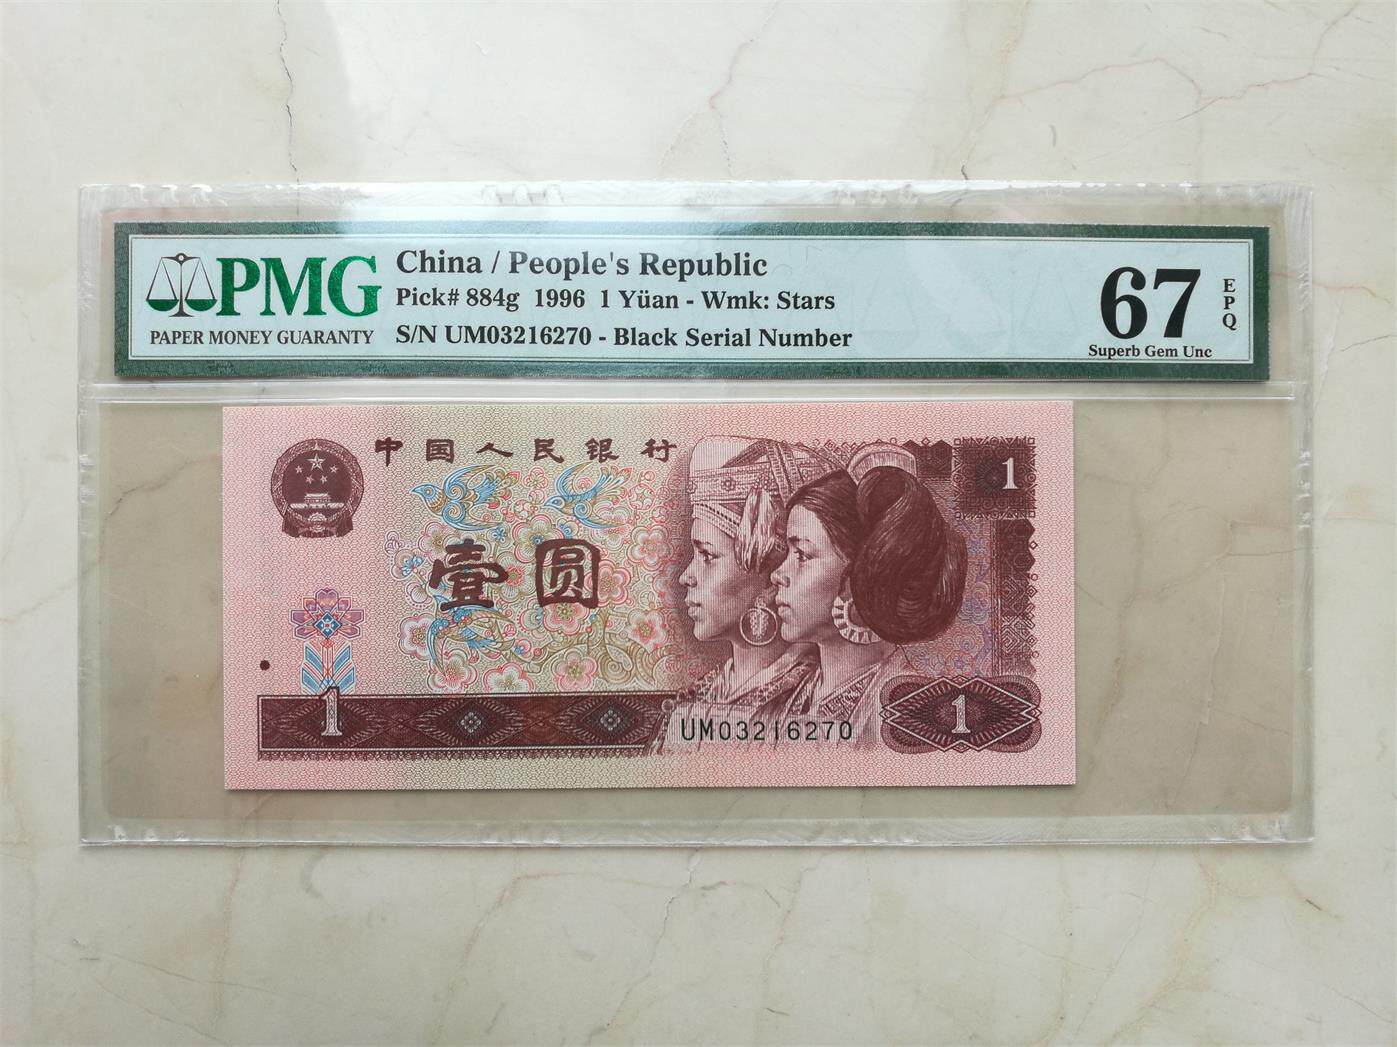 PMG
PAPER MONEY GUARANTY
China / People's Republic
Pick# 884g 1996 1 Yüan - Wmk: Stars
S/N UM03216270 - Black Serial Number
67
EPQ
Superb Gem Unc
中国人民银行
1
壹圆
1
UM03216270
1